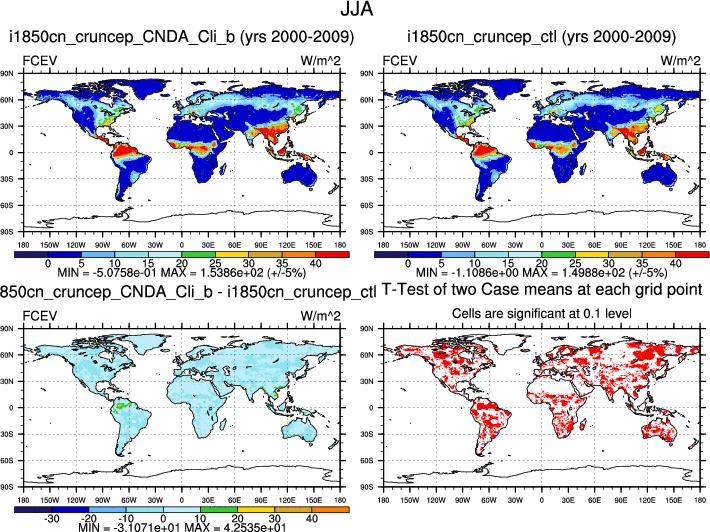 JJA
i1850cn_cruncep_CNDA_Cli_b (yrs 2000-2009)
FCEV W/m^2
90N
60N
30N
0
30S
60S
90S
180 150W 120W 90W 60W 30W 0 30E 60E 90E 120E 150E 180
0 5 10 15 20 25 30 35 40
MIN = -5.0758e-01 MAX = 1.5386e+02 (+/-5%)
i1850cn_cruncep_ctl (yrs 2000-2009)
FCEV W/m^2
90N
60N
30N
0
30S
60S
90S
180 150W 120W 90W 60W 30W 0 30E 60E 90E 120E 150E 180
0 5 10 15 20 25 30 35 40
MIN = -1.1086e+00 MAX = 1.4988e+02 (+/-5%)
850cn_cruncep_CNDA_Cli_b - i1850cn_cruncep_ctl
FCEV W/m^2
90N
60N
30N
0
30S
60S
90S
180 150W 120W 90W 60W 30W 0 30E 60E 90E 120E 150E 180
-30 -20 -10 0 10 20 30 40
MIN = -3.1071e+01 MAX = 4.2535e+01
T-Test of two Case means at each grid point
Cells are significant at 0.1 level
90N
60N
30N
0
30S
60S
90S
180 150W 120W 90W 60W 30W 0 30E 60E 90E 120E 150E 180